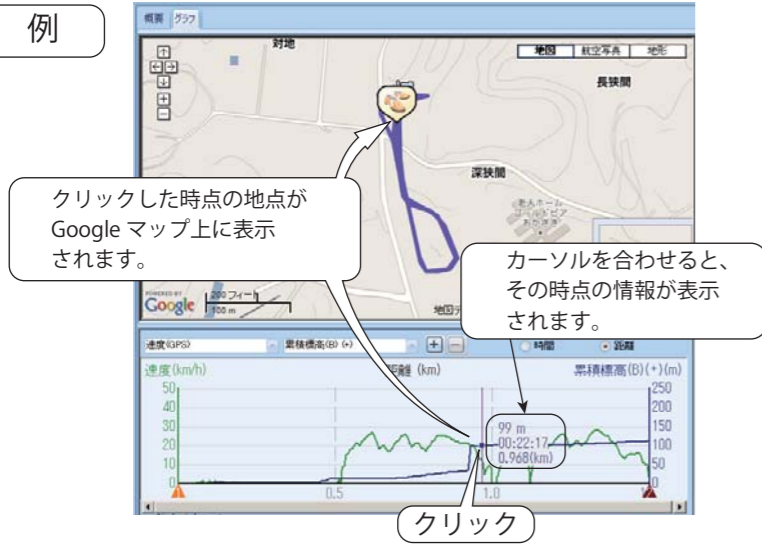 例
概要 グラフ
対地
地図 航空写真 地形
長狭間
深狭間
クリックした時点の地点が
Google マップ上に表示
されます。
カーソルを合わせると、
その時点の情報が表示
されます。
POWERED BY
Google
200 フィート
100 m
地図デ
速度(GPS) 累積標高(B) (+) + − 時間 距離
速度(km/h) 距離 (km) 累積標高(B)(+)(m)
50 250
40 200
30 150
20 100
10 50
0 0
99 m
00:22:17
0.968(km)
0.5 1.0
クリック